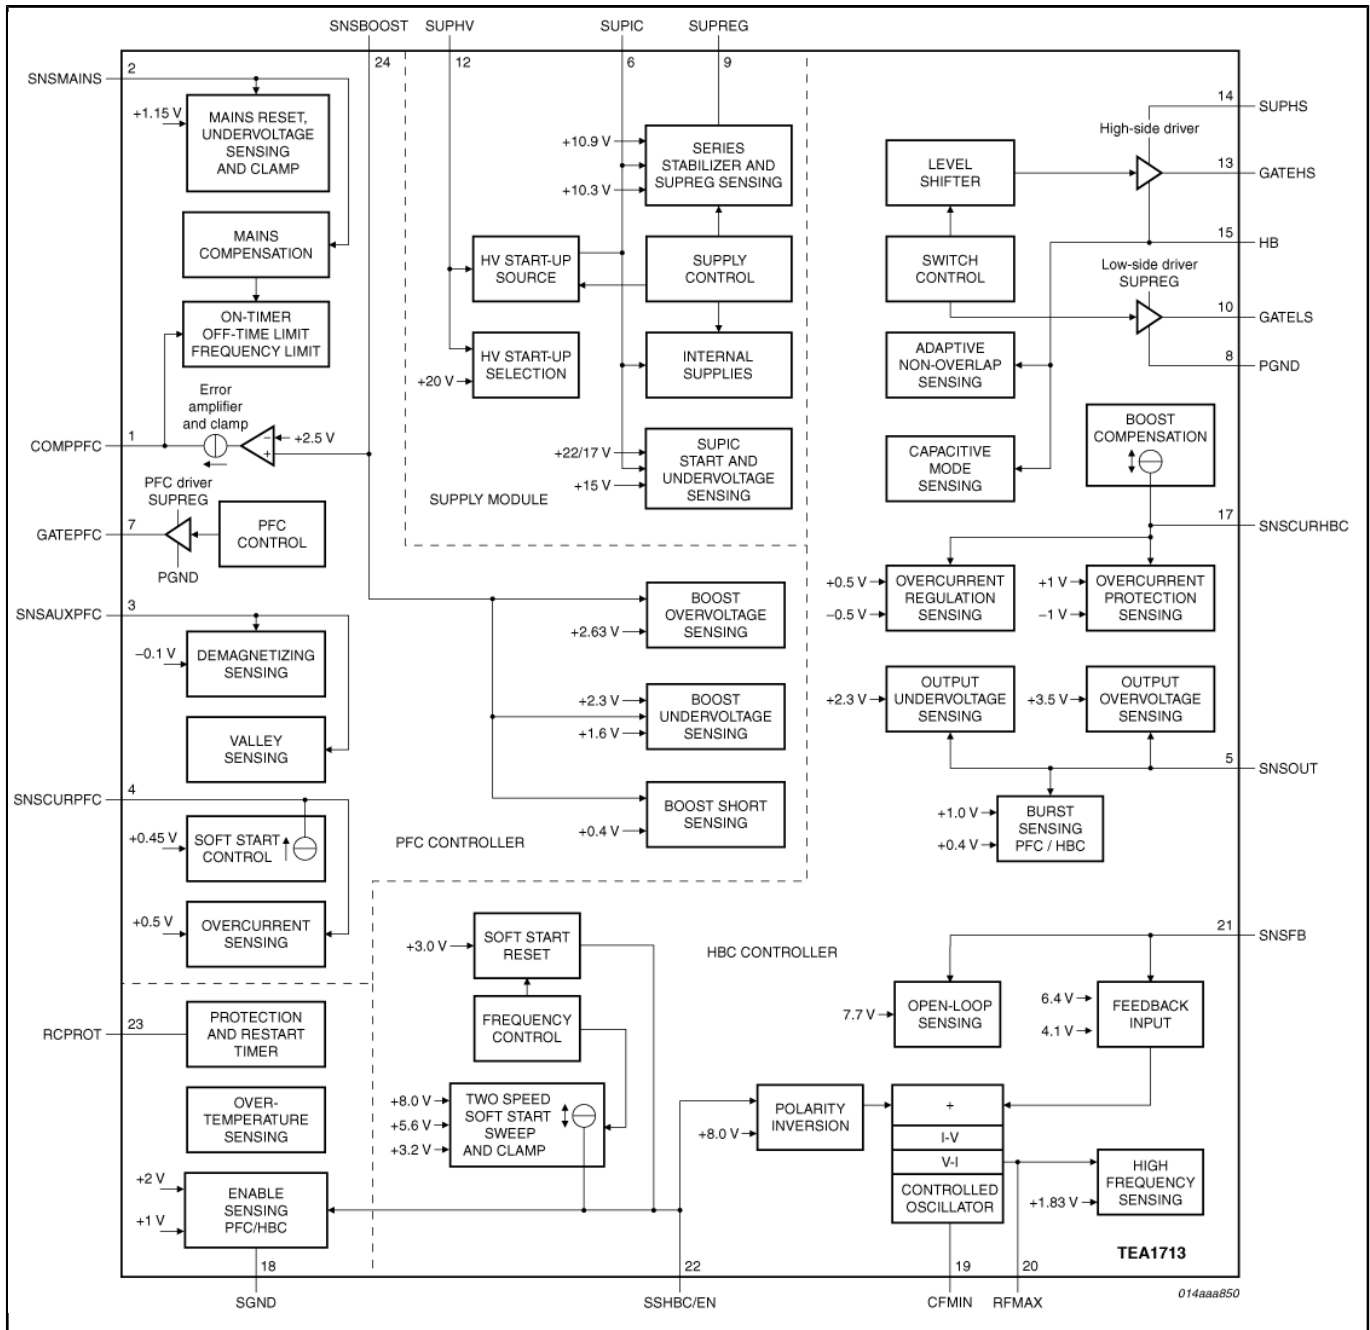 SNSBOOST
SUPHV
SUPIC
SUPREG
24
12
6
9
SNSMAINS
2
+1.15 V
MAINS RESET,
UNDERVOLTAGE
SENSING
AND CLAMP
MAINS
COMPENSATION
ON-TIMER
OFF-TIME LIMIT
FREQUENCY LIMIT
Error
amplifier
and clamp
COMPPFC
1
−
+
+2.5 V
PFC driver
SUPREG
GATEPFC
7
PFC
CONTROL
PGND
SNSAUXPFC
3
−0.1 V
DEMAGNETIZING
SENSING
VALLEY
SENSING
SNSCURPFC
4
+0.45 V
SOFT START
CONTROL
+0.5 V
OVERCURRENT
SENSING
RCPROT
23
PROTECTION
AND RESTART
TIMER
OVER-
TEMPERATURE
SENSING
+2 V
+1 V
ENABLE
SENSING
PFC/HBC
18
SGND
+10.9 V
+10.3 V
SERIES
STABILIZER AND
SUPREG SENSING
HV START-UP
SOURCE
SUPPLY
CONTROL
HV START-UP
SELECTION
+20 V
INTERNAL
SUPPLIES
+22/17 V
+15 V
SUPIC
START AND
UNDERVOLTAGE
SENSING
SUPPLY MODULE
BOOST
OVERVOLTAGE
SENSING
+2.63 V
+2.3 V
+1.6 V
BOOST
UNDERVOLTAGE
SENSING
BOOST SHORT
SENSING
+0.4 V
PFC CONTROLLER
+3.0 V
SOFT START
RESET
FREQUENCY
CONTROL
+8.0 V
+5.6 V
+3.2 V
TWO SPEED
SOFT START
SWEEP
AND CLAMP
22
SSHBC/EN
HBC CONTROLLER
14
SUPHS
High-side driver
LEVEL
SHIFTER
13
GATEHS
15
HB
SWITCH
CONTROL
Low-side driver
SUPREG
10
GATELS
8
PGND
ADAPTIVE
NON-OVERLAP
SENSING
CAPACITIVE
MODE
SENSING
BOOST
COMPENSATION
17
SNSCURHBC
+0.5 V
−0.5 V
OVERCURRENT
REGULATION
SENSING
+1 V
−1 V
OVERCURRENT
PROTECTION
SENSING
+2.3 V
OUTPUT
UNDERVOLTAGE
SENSING
+3.5 V
OUTPUT
OVERVOLTAGE
SENSING
5
SNSOUT
+1.0 V
+0.4 V
BURST
SENSING
PFC / HBC
21
SNSFB
7.7 V
OPEN-LOOP
SENSING
6.4 V
4.1 V
FEEDBACK
INPUT
POLARITY
INVERSION
+8.0 V
+
I-V
V-I
CONTROLLED
OSCILLATOR
HIGH
FREQUENCY
SENSING
+1.83 V
TEA1713
19
20
CFMIN
RFMAX
014aaa850